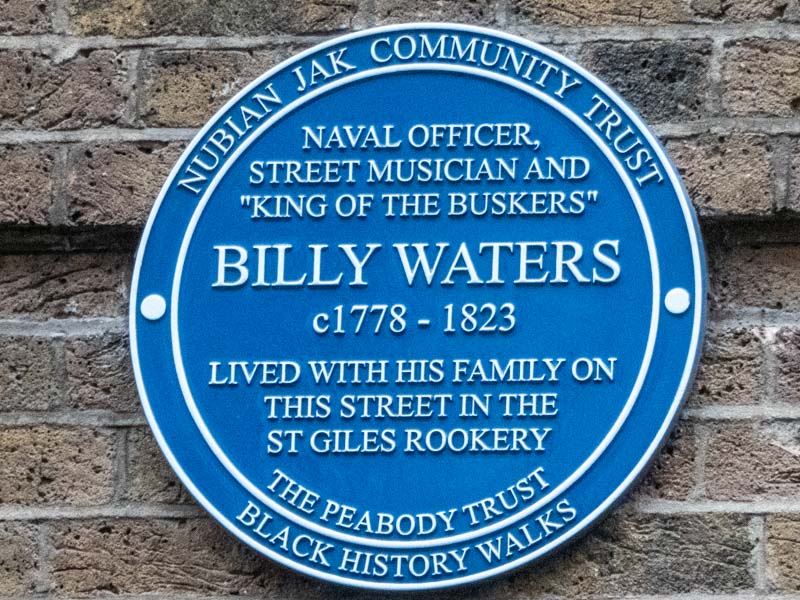 NUBIAN JAK COMMUNITY TRUST
NAVAL OFFICER,
STREET MUSICIAN AND
"KING OF THE BUSKERS"
BILLY WATERS
c1778 - 1823
LIVED WITH HIS FAMILY ON
THIS STREET IN THE
ST GILES ROOKERY
THE PEABODY TRUST
BLACK HISTORY WALKS